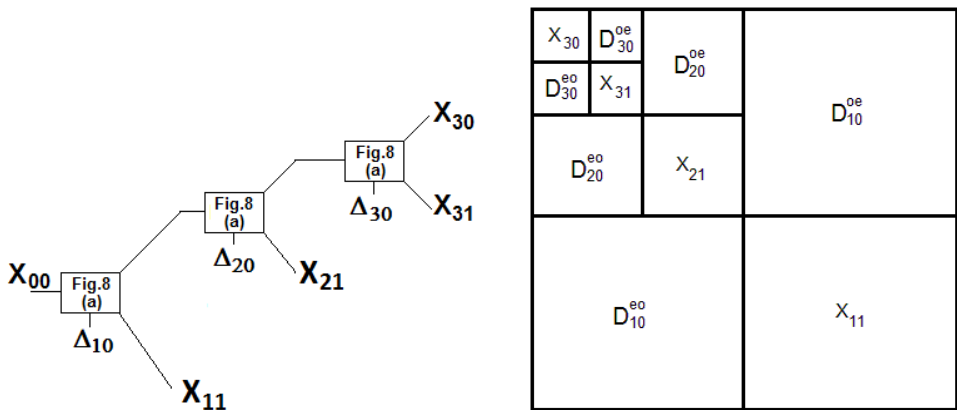 X₃₀
Fig.8
(a)
Δ₃₀
X₃₁
Fig.8
(a)
Δ₂₀
X₂₁
X₀₀
Fig.8
(a)
Δ₁₀
X₁₁
X₃₀ D₃₀ᵒᵉ
D₃₀ᵉᵒ X₃₁
D₂₀ᵒᵉ
D₁₀ᵒᵉ
D₂₀ᵉᵒ X₂₁
D₁₀ᵉᵒ X₁₁